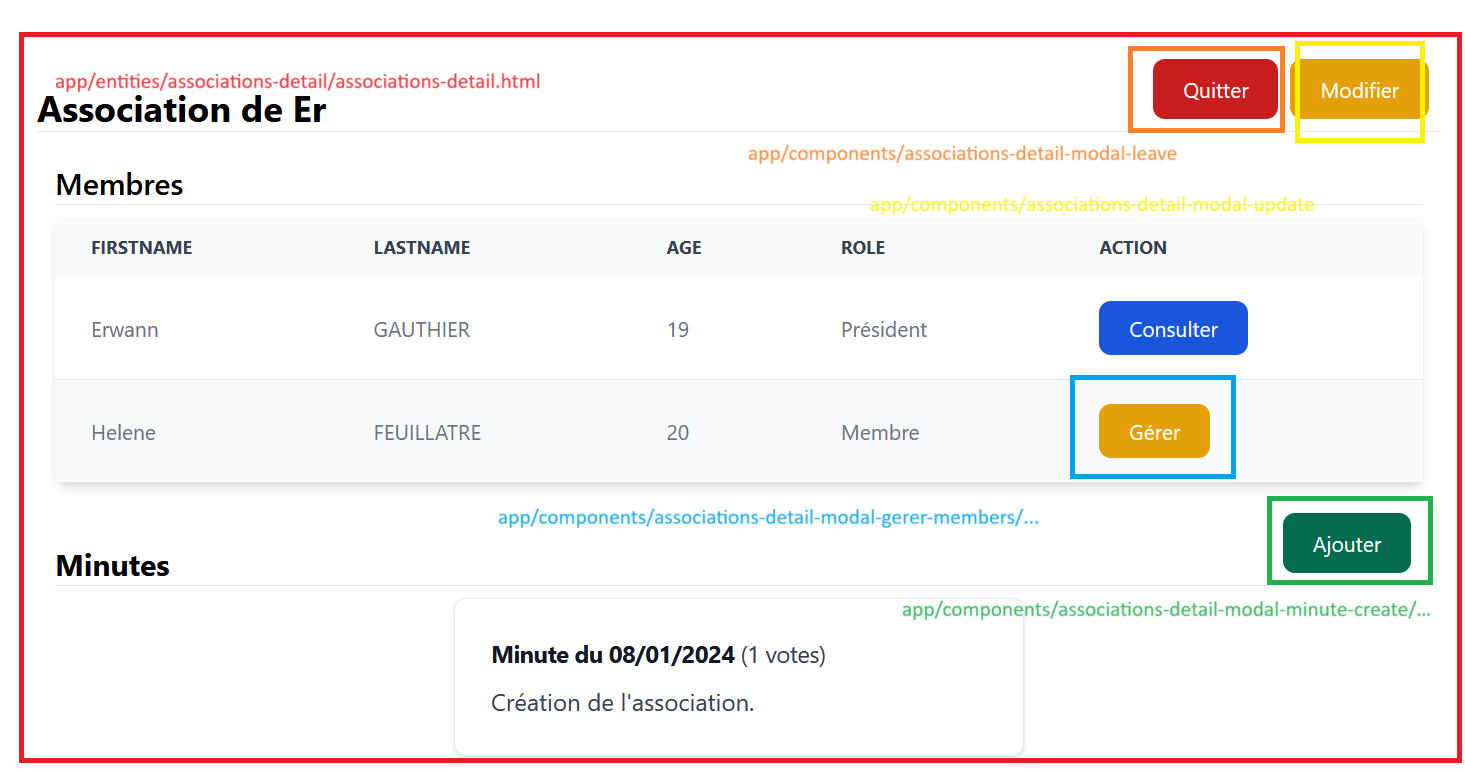 app/entities/associations-detail/associations-detail.html
Association de Er
Quitter
Modifier
app/components/associations-detail-modal-leave
Membres
app/components/associations-detail-modal-update
FIRSTNAME LASTNAME AGE ROLE ACTION
Erwann GAUTHIER 19 Président Consulter
Helene FEUILLATRE 20 Membre Gérer
app/components/associations-detail-modal-gerer-members/...
Ajouter
Minutes
app/components/associations-detail-modal-minute-create/...
Minute du 08/01/2024 (1 votes)
Création de l'association.